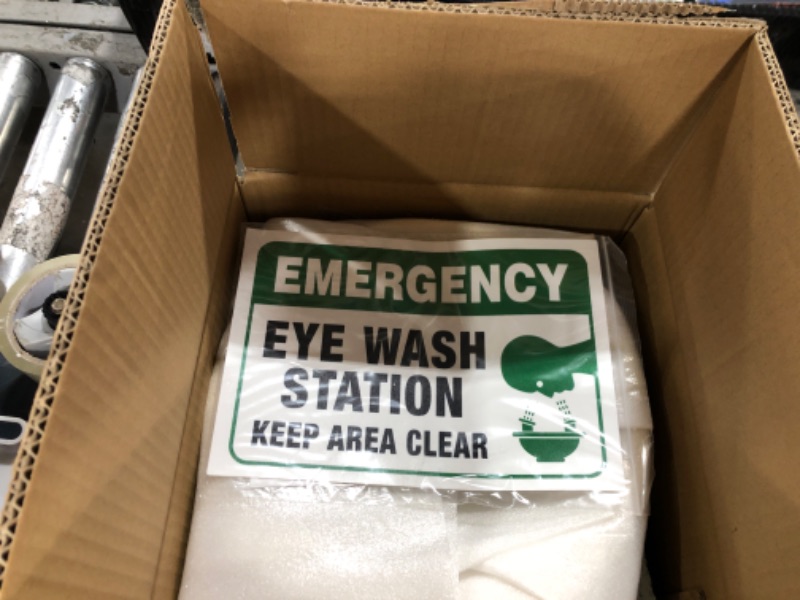 EMERGENCY
EYE WASH
STATION
KEEP AREA CLEAR